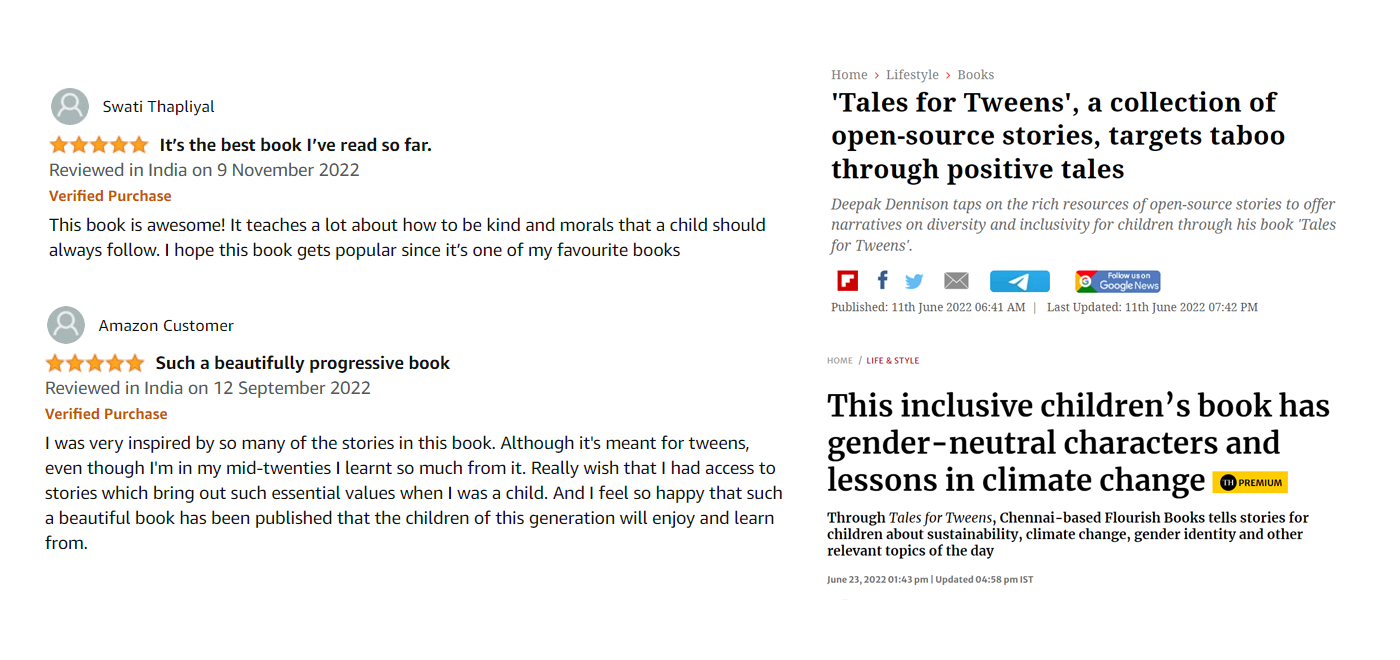 Swati Thapliyal
It’s the best book I’ve read so far.
Reviewed in India on 9 November 2022
Verified Purchase
This book is awesome! It teaches a lot about how to be kind and morals that a child should
always follow. I hope this book gets popular since it’s one of my favourite books
Amazon Customer
Such a beautifully progressive book
Reviewed in India on 12 September 2022
Verified Purchase
I was very inspired by so many of the stories in this book. Although it's meant for tweens,
even though I'm in my mid-twenties I learnt so much from it. Really wish that I had access to
stories which bring out such essential values when I was a child. And I feel so happy that such
a beautiful book has been published that the children of this generation will enjoy and learn
from.
Home > Lifestyle > Books
'Tales for Tweens', a collection of
open-source stories, targets taboo
through positive tales
Deepak Dennison taps on the rich resources of open-source stories to offer
narratives on diversity and inclusivity for children through his book 'Tales
for Tweens'.
Follow us on
Google News
Published: 11th June 2022 06:41 AM | Last Updated: 11th June 2022 07:42 PM
HOME / LIFE & STYLE
This inclusive children’s book has
gender-neutral characters and
lessons in climate change TH PREMIUM
Through Tales for Tweens, Chennai-based Flourish Books tells stories for
children about sustainability, climate change, gender identity and other
relevant topics of the day
June 23, 2022 01:43 pm | Updated 04:58 pm IST